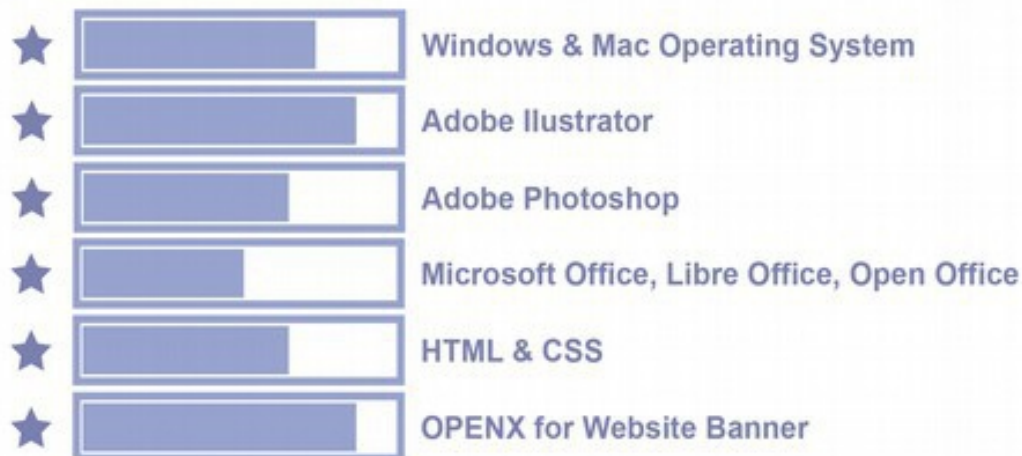 Windows & Mac Operating System
Adobe Ilustrator
Adobe Photoshop
Microsoft Office, Libre Office, Open Office
HTML & CSS
OPENX for Website Banner